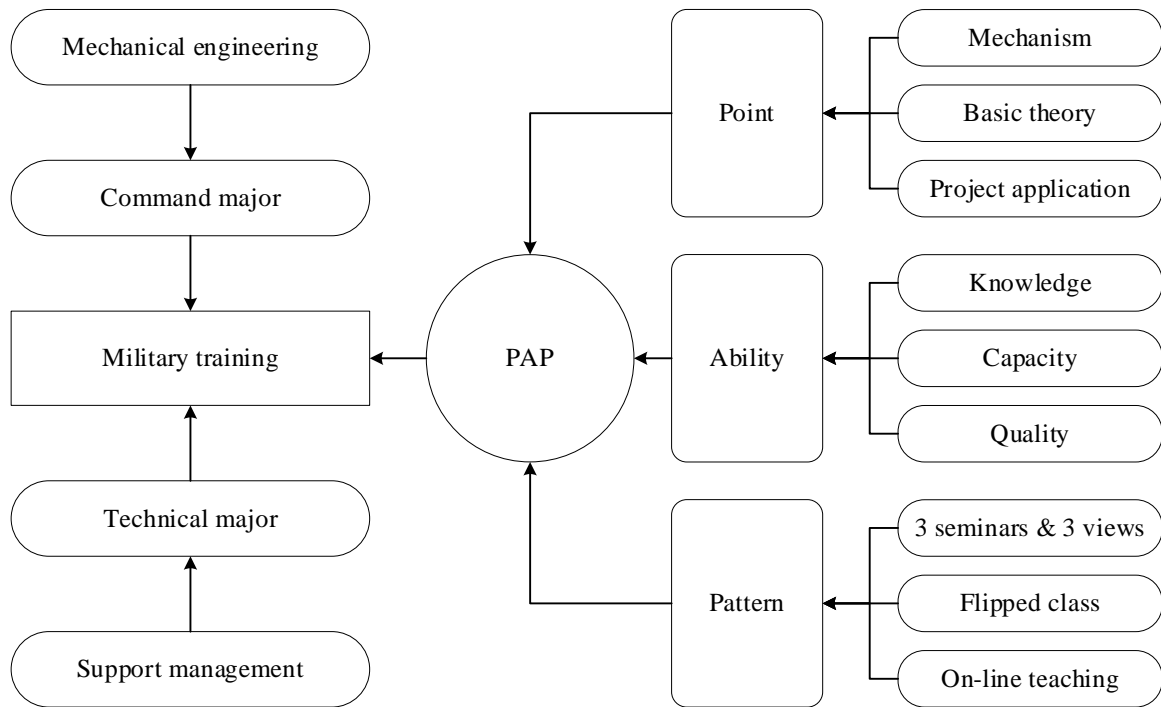 Mechanical engineering
Command major
Military training
Technical major
Support management
PAP
Point
Ability
Pattern
Mechanism
Basic theory
Project application
Knowledge
Capacity
Quality
3 seminars & 3 views
Flipped class
On-line teaching